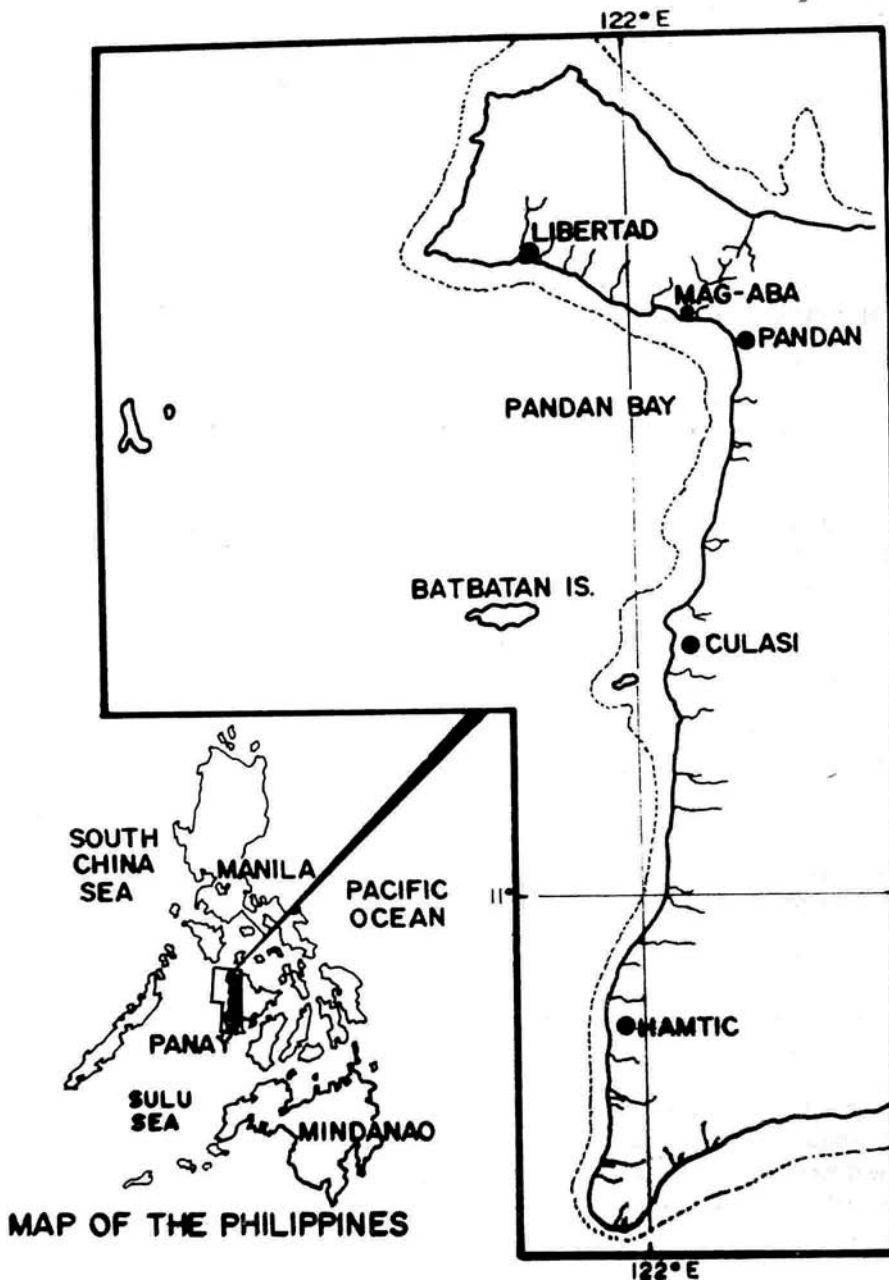 122° E
LIBERTAD
MAG-ABA
PANDAN
PANDAN BAY
BATBATAN IS.
CULASI
SOUTH
CHINA
SEA
MANILA
PACIFIC
OCEAN
11°
HAMTIC
PANAY
SULU
SEA
MINDANAO
MAP OF THE PHILIPPINES
122° E